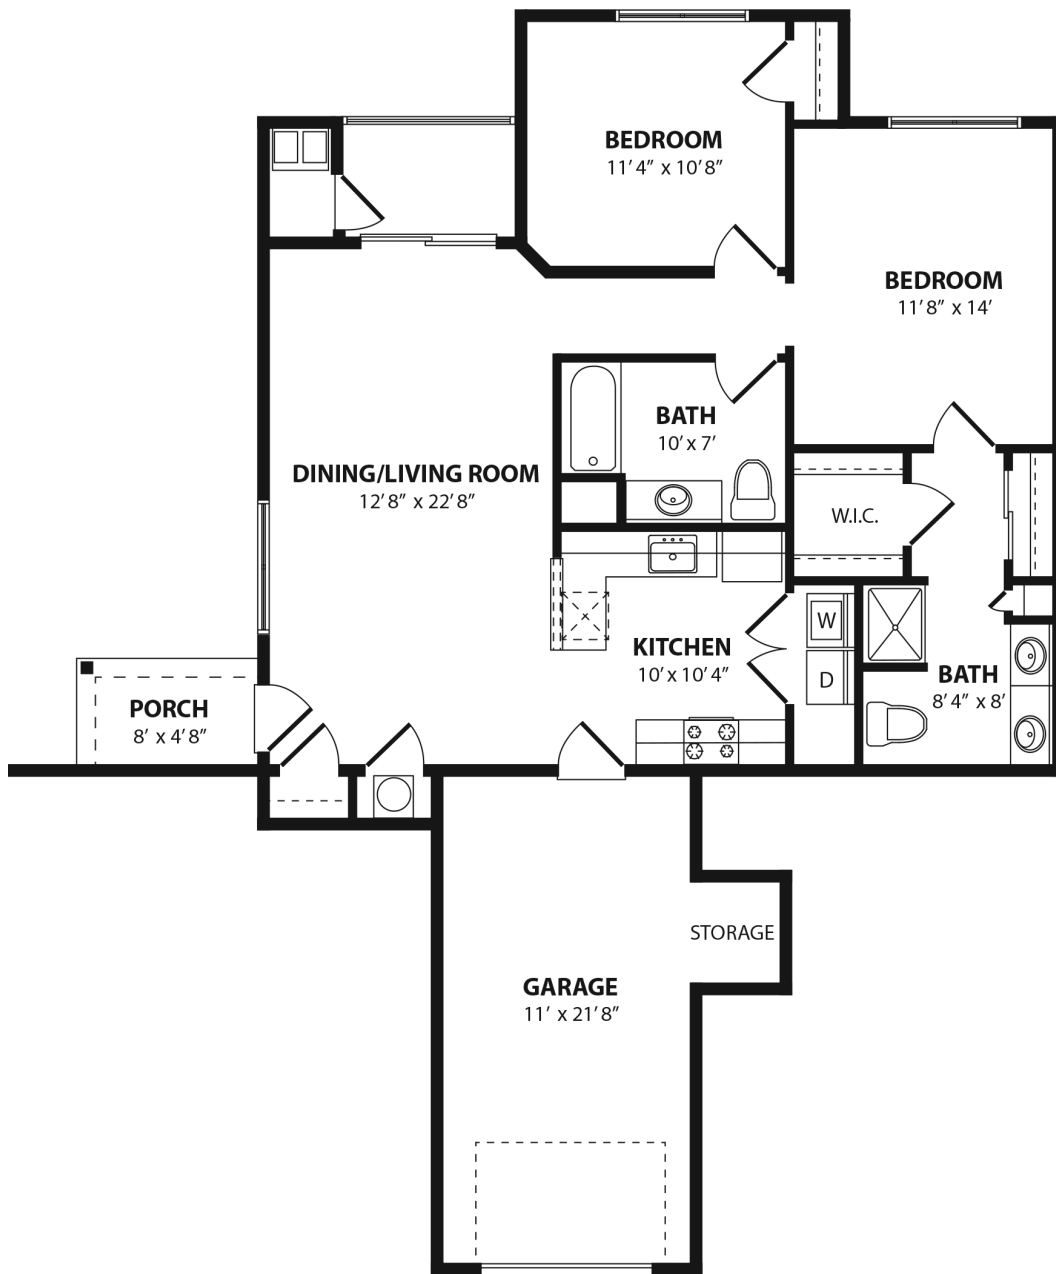 BEDROOM
11’ 4” x 10’ 8”
BEDROOM
11’ 8” x 14’
BATH
10’ x 7’
DINING/LIVING ROOM
12’ 8” x 22’ 8”
W.I.C.
W
KITCHEN
10’ x 10’ 4”
D
BATH
8’ 4” x 8’
PORCH
8’ x 4’ 8”
STORAGE
GARAGE
11’ x 21’ 8”